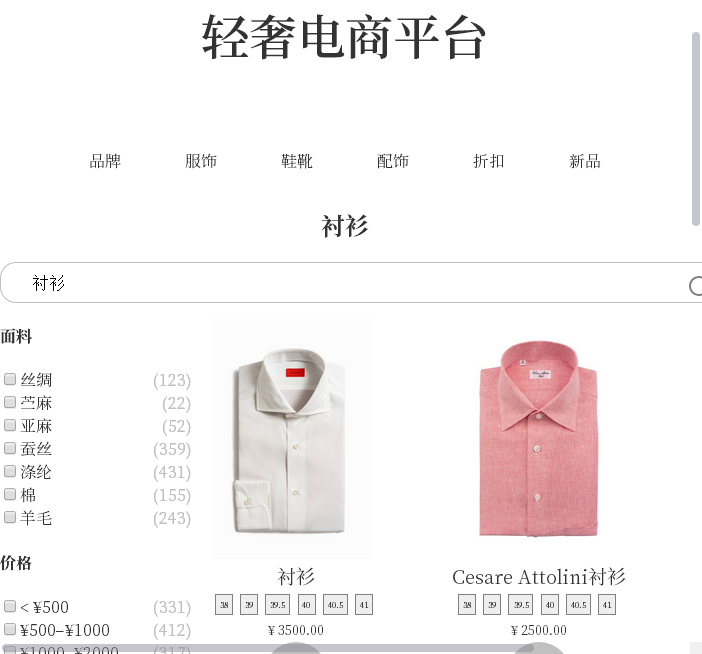 轻奢电商平台
品牌 服饰 鞋靴 配饰 折扣 新品
衬衫
衬衫
面料
丝绸 (123)
苎麻 (22)
亚麻 (52)
蚕丝 (359)
涤纶 (431)
棉 (155)
羊毛 (243)
价格
< ¥500 (331)
¥500–¥1000 (412)
¥1000–¥2000 (317)
衬衫
38 39 39.5 40 40.5 41
¥ 3500.00
Cesare Attolini衬衫
38 39 39.5 40 40.5 41
¥ 2500.00